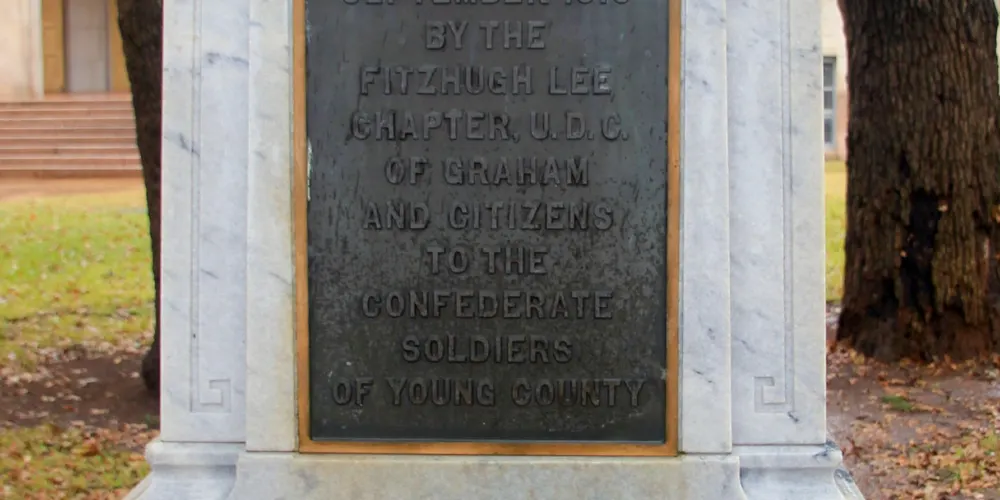 BY THE
FITZHUGH LEE
CHAPTER, U.D.C.
OF GRAHAM
AND CITIZENS
TO THE
CONFEDERATE
SOLDIERS
OF YOUNG COUNTY